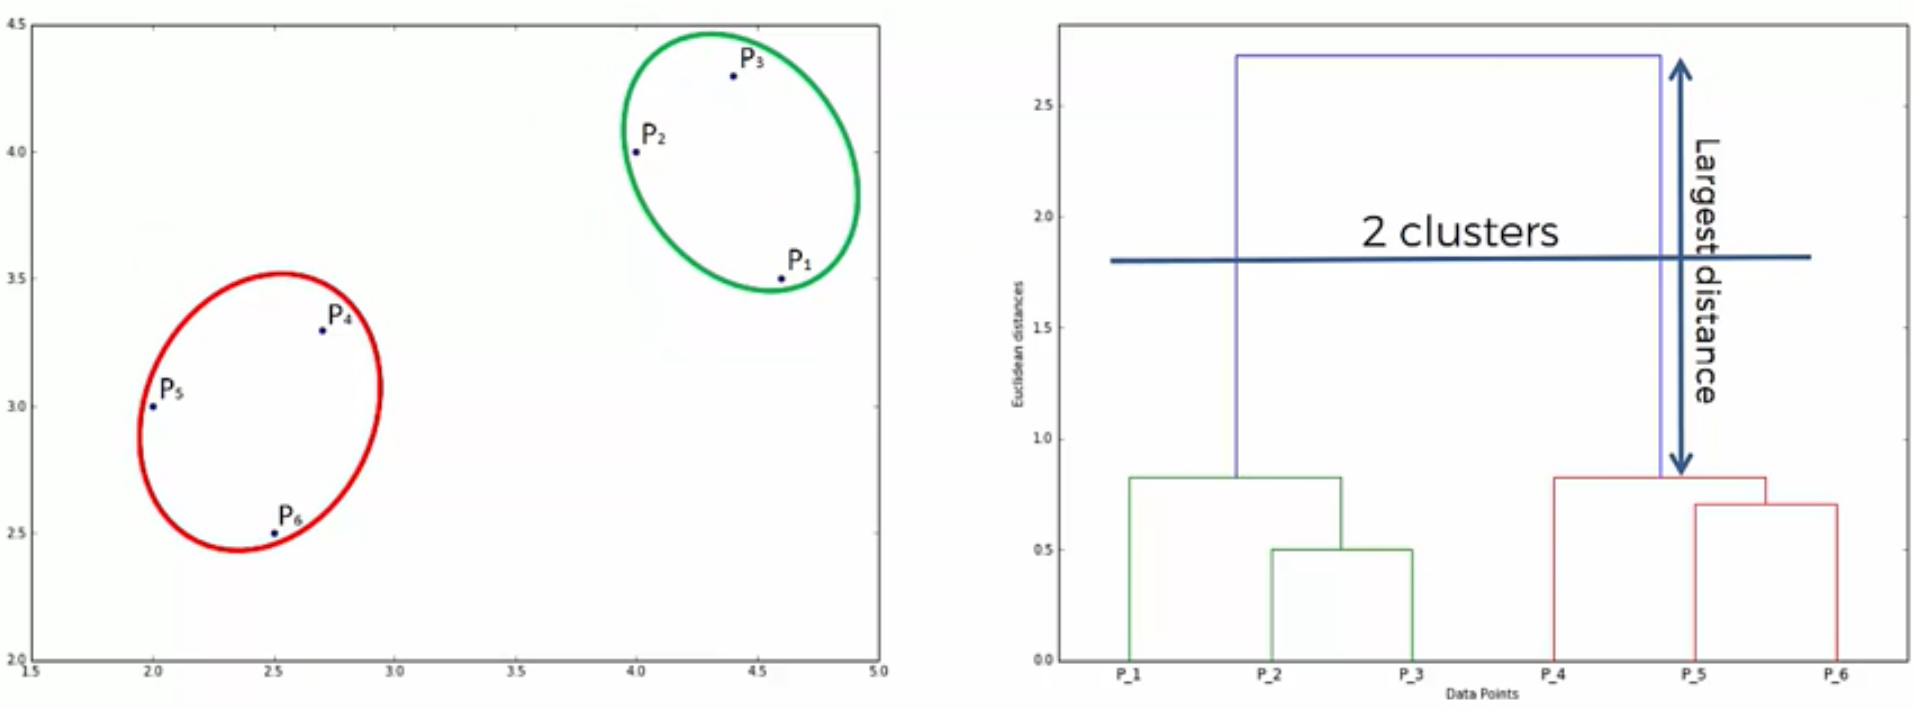 4.5
4.0
3.5
3.0
2.5
2.0
1.5
2.0
2.5
3.0
3.5
4.0
4.5
5.0
P₃
P₂
P₁
P₄
P₅
P₆
2.5
2.0
1.5
1.0
0.5
0.0
Euclidean distances
2 clusters
Largest distance
P_1
P_2
P_3
P_4
P_5
P_6
Data Points